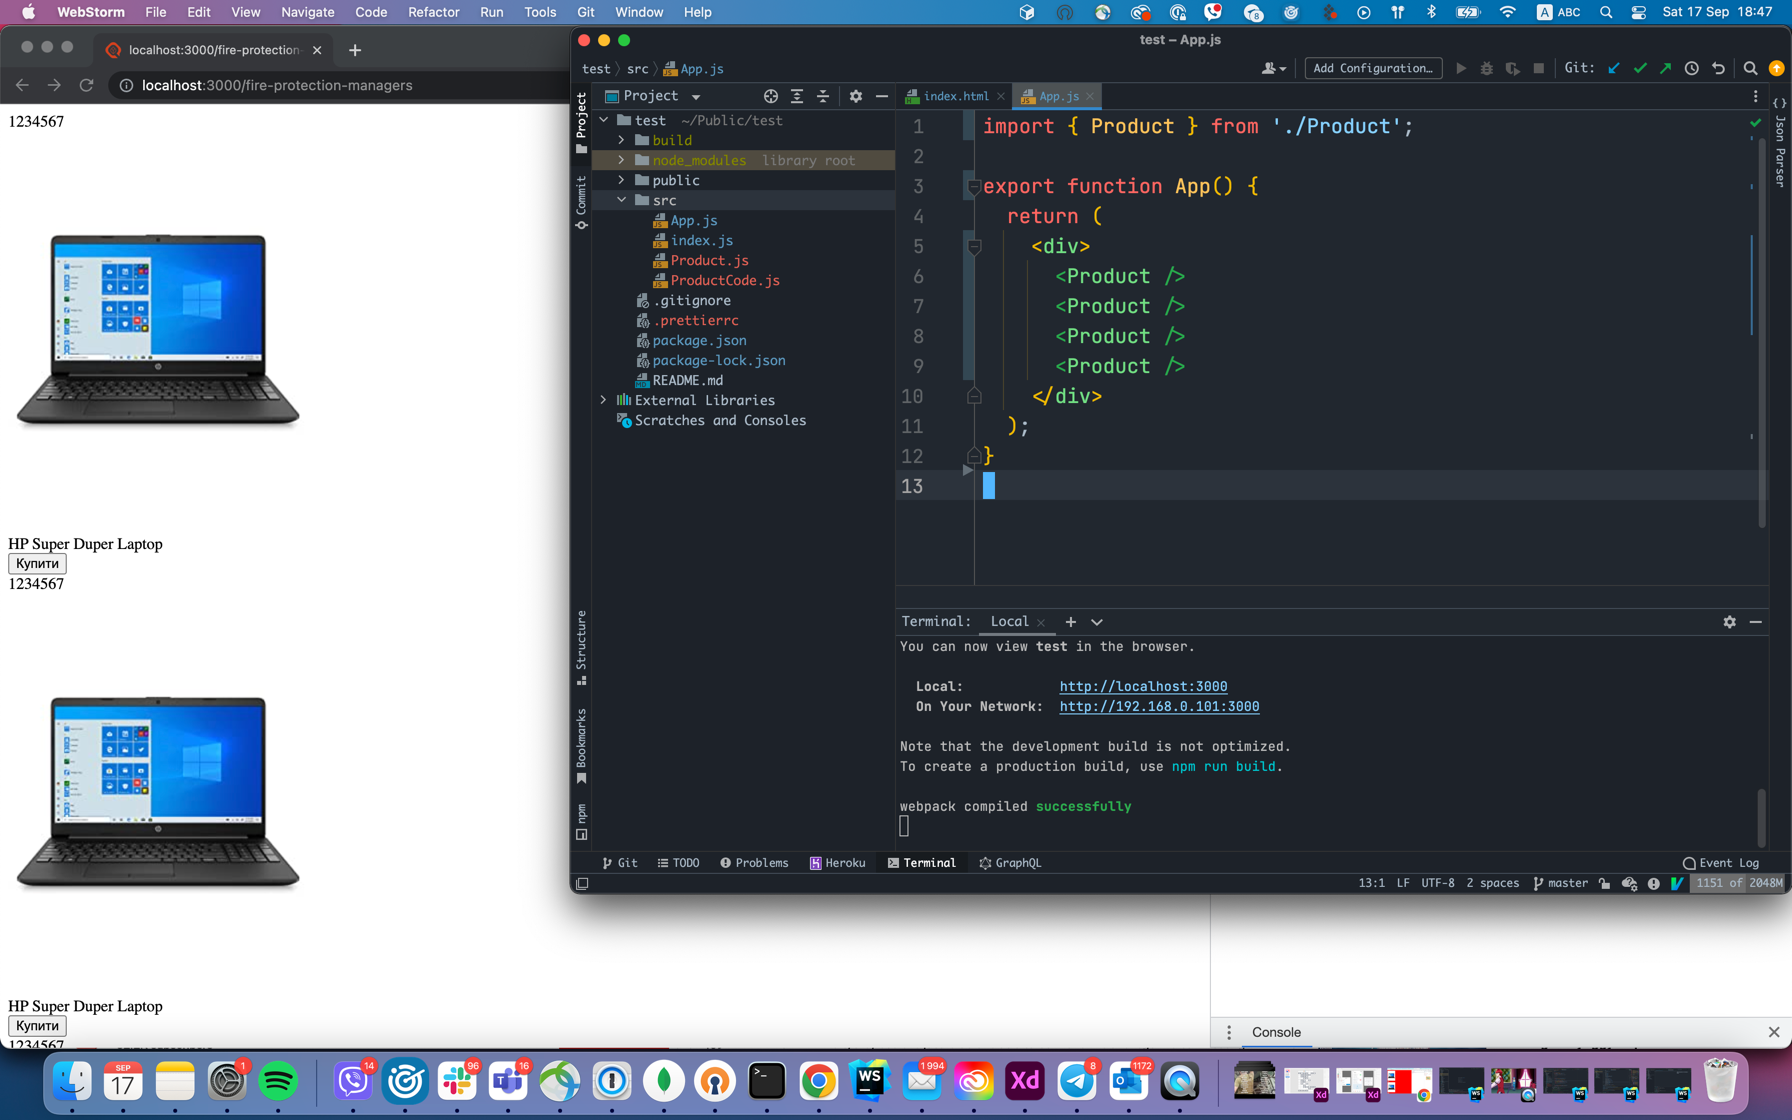 WebStorm File Edit View Navigate Code Refactor Run Tools Git Window Help
8
A ABC
Sat 17 Sep 18:47
localhost:3000/fire-protection-
localhost:3000/fire-protection-managers
1234567
HP Super Duper Laptop
Купити
1234567
HP Super Duper Laptop
Купити
1234567
test – App.js
test src App.js
Add Configuration…
Git:
Project
Commit
Structure
Bookmarks
npm
Project
test ~/Public/test
build
node_modules library root
public
src
App.js
index.js
Product.js
ProductCode.js
.gitignore
.prettierrc
package.json
package-lock.json
README.md
External Libraries
Scratches and Consoles
index.html
App.js
Json Parser
1 import { Product } from './Product';
2
3 export function App() {
4 return (
5 <div>
6 <Product />
7 <Product />
8 <Product />
9 <Product />
10 </div>
11 );
12 }
13
Terminal: Local
You can now view test in the browser.
Local: http://localhost:3000
On Your Network: http://192.168.0.101:3000
Note that the development build is not optimized.
To create a production build, use npm run build.
webpack compiled successfully
Git TODO Problems Heroku Terminal GraphQL Event Log
13:1 LF UTF-8 2 spaces master 1151 of 2048M
Console
SEP
17
1
14
96
16
WS
1 994
Xd
8
1172